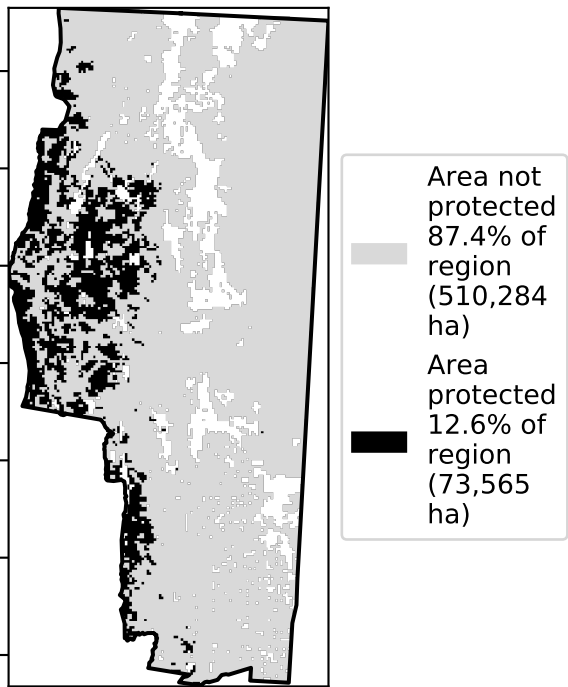 Area not
protected
87.4% of
region
(510,284
ha)
Area
protected
12.6% of
region
(73,565
ha)